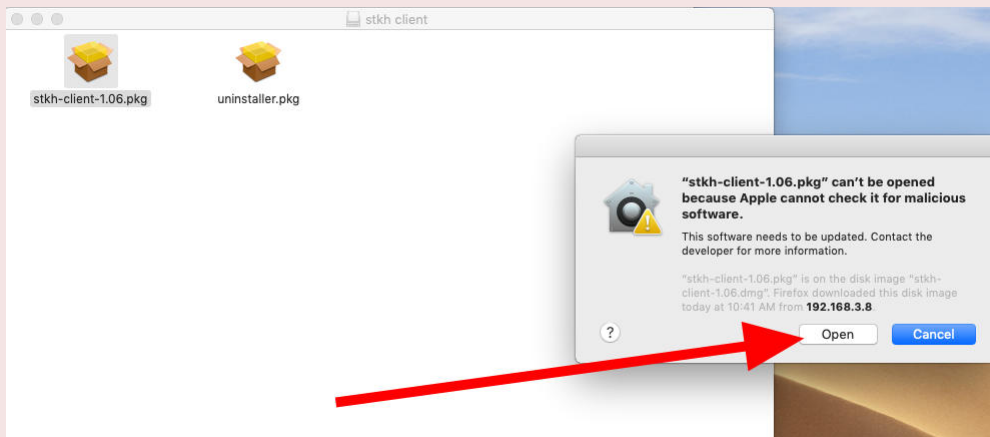 stkh client
stkh-client-1.06.pkg
uninstaller.pkg
"stkh-client-1.06.pkg" can't be opened
because Apple cannot check it for malicious
software.
This software needs to be updated. Contact the
developer for more information.
"stkh-client-1.06.pkg" is on the disk image "stkh-
client-1.06.dmg". Firefox downloaded this disk image
today at 10:41 AM from 192.168.3.8.
?
Open
Cancel